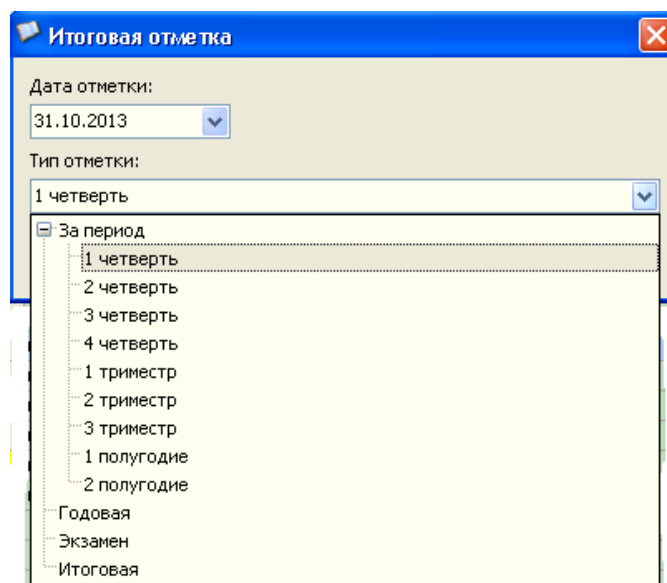 Итоговая отметка
Дата отметки:
31.10.2013
Тип отметки:
1 четверть
За период
1 четверть
2 четверть
3 четверть
4 четверть
1 триместр
2 триместр
3 триместр
1 полугодие
2 полугодие
Годовая
Экзамен
Итоговая